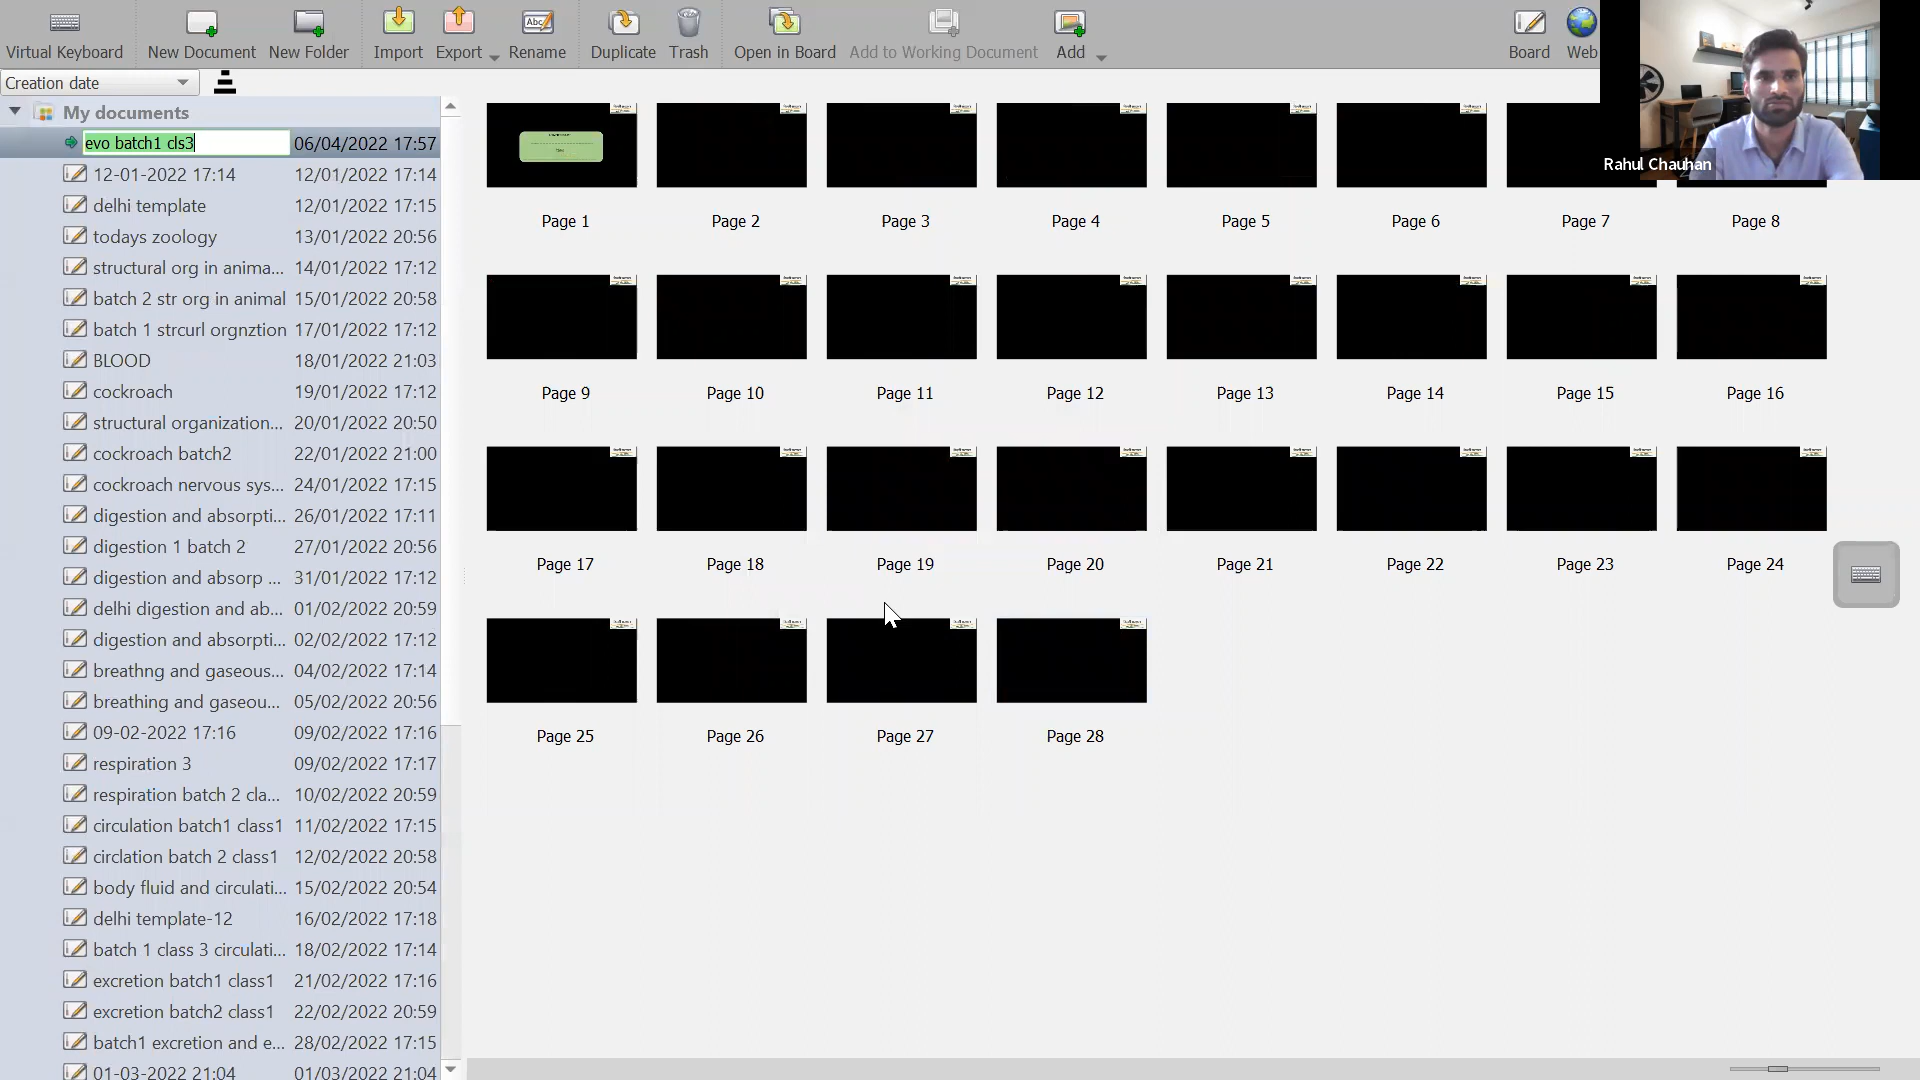 Virtual Keyboard
New Document
New Folder
Import
Export
Rename
Duplicate
Trash
Open in Board
Add to Working Document
Add
Board
Web
Rahul Chauhan
Creation date
My documents
evo batch1 cls3 06/04/2022 17:57
12-01-2022 17:14 12/01/2022 17:14
delhi template 12/01/2022 17:15
todays zoology 13/01/2022 20:56
structural org in anima... 14/01/2022 17:12
batch 2 str org in animal 15/01/2022 20:58
batch 1 strcurl orgnztion 17/01/2022 17:12
BLOOD 18/01/2022 21:03
cockroach 19/01/2022 17:12
structural organization... 20/01/2022 20:50
cockroach batch2 22/01/2022 21:00
cockroach nervous sys... 24/01/2022 17:15
digestion and absorpti... 26/01/2022 17:11
digestion 1 batch 2 27/01/2022 20:56
digestion and absorp ... 31/01/2022 17:12
delhi digestion and ab... 01/02/2022 20:59
digestion and absorpti... 02/02/2022 17:12
breathng and gaseous... 04/02/2022 17:14
breathing and gaseou... 05/02/2022 20:56
09-02-2022 17:16 09/02/2022 17:16
respiration 3 09/02/2022 17:17
respiration batch 2 cla... 10/02/2022 20:59
circulation batch1 class1 11/02/2022 17:15
circlation batch 2 class1 12/02/2022 20:58
body fluid and circulati... 15/02/2022 20:54
delhi template-12 16/02/2022 17:18
batch 1 class 3 circulati... 18/02/2022 17:14
excretion batch1 class1 21/02/2022 17:16
excretion batch2 class1 22/02/2022 20:59
batch1 excretion and e... 28/02/2022 17:15
01-03-2022 21:04 01/03/2022 21:04
Page 1 Page 2 Page 3 Page 4 Page 5 Page 6 Page 7 Page 8
Page 9 Page 10 Page 11 Page 12 Page 13 Page 14 Page 15 Page 16
Page 17 Page 18 Page 19 Page 20 Page 21 Page 22 Page 23 Page 24
Page 25 Page 26 Page 27 Page 28